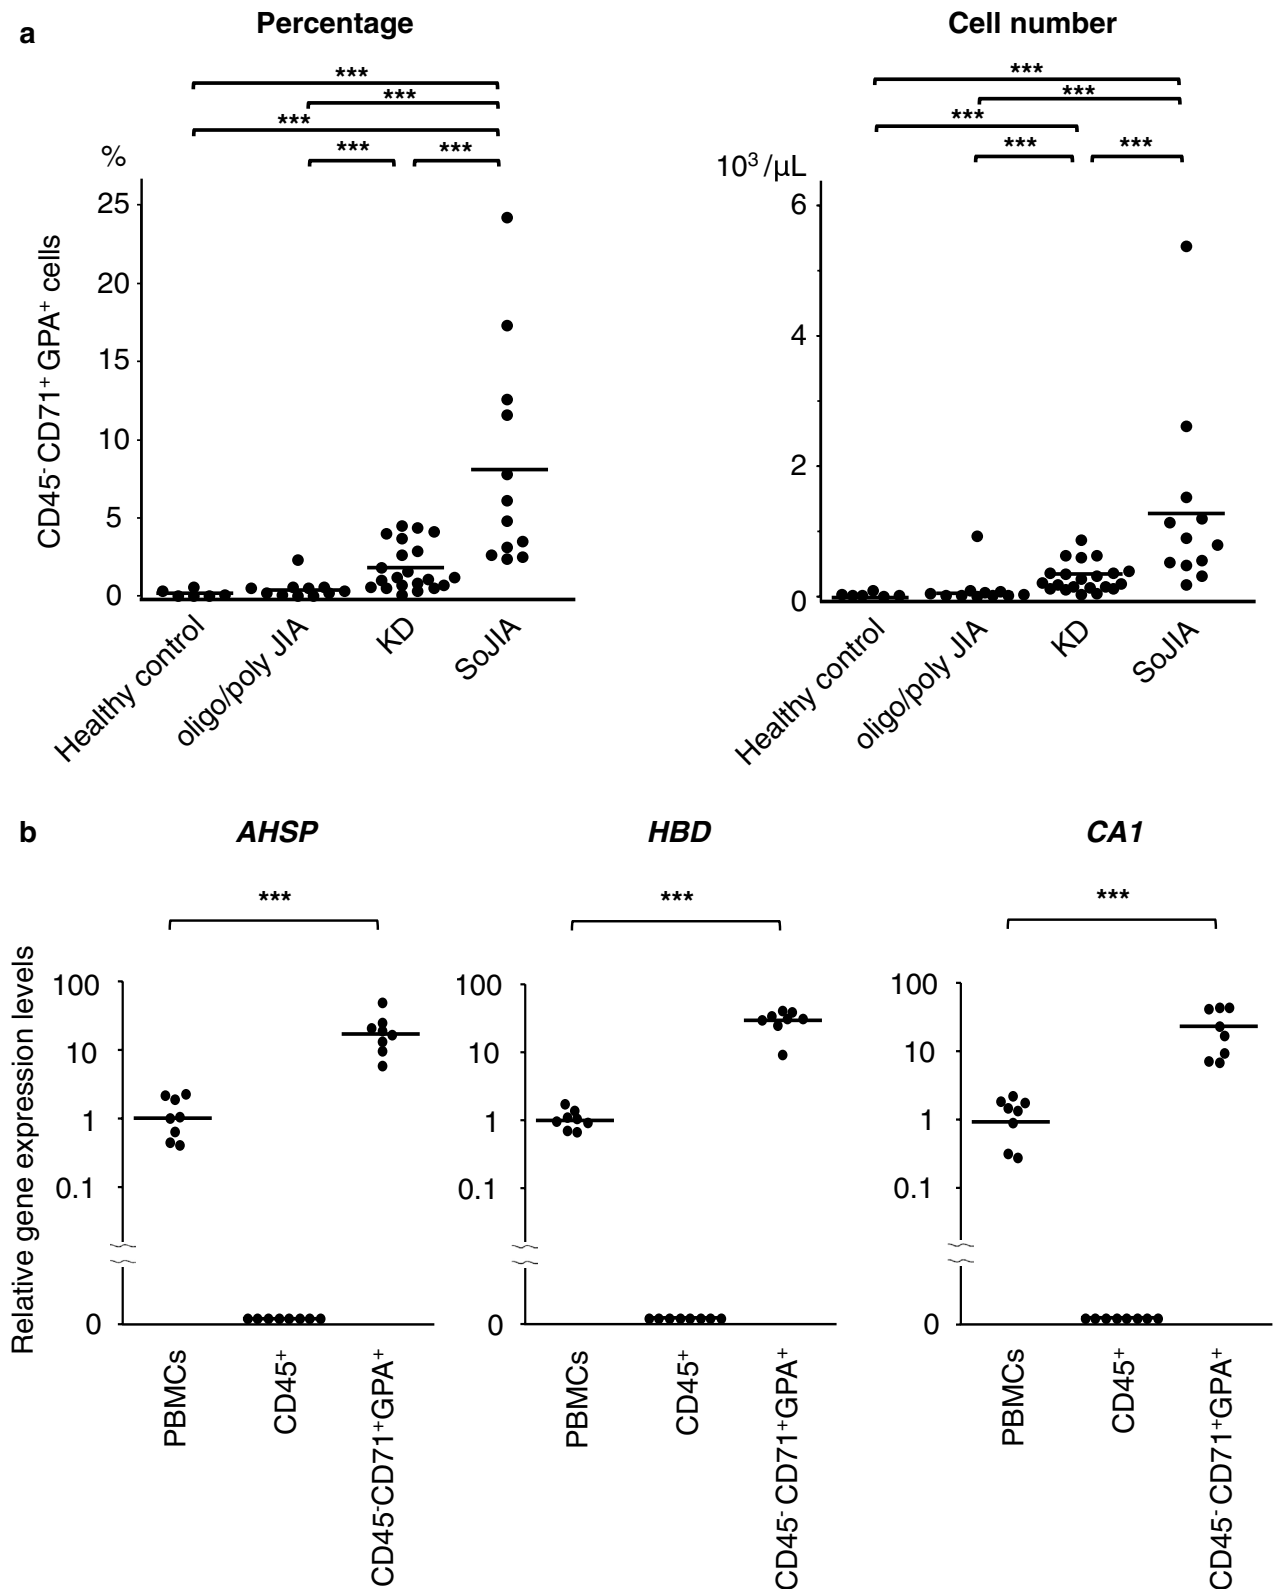 a
Percentage
Cell number
***
***
***
***
***
***
***
***
***
***
%
10³ /µL
CD45⁻ CD71⁺ GPA⁺ cells
25
20
15
10
5
0
6
4
2
0
Healthy control
oligo/poly JIA
KD
SoJIA
Healthy control
oligo/poly JIA
KD
SoJIA
b
AHSP
HBD
CA1
***
***
***
Relative gene expression levels
100
10
1
0.1
0
100
10
1
0.1
0
100
10
1
0.1
0
PBMCs
CD45⁺
CD45⁻CD71⁺GPA⁺
PBMCs
CD45⁺
CD45⁻ CD71⁺GPA⁺
PBMCs
CD45⁺
CD45⁻ CD71⁺GPA⁺